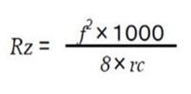 Rz = f² × 1000 / 8 × rc